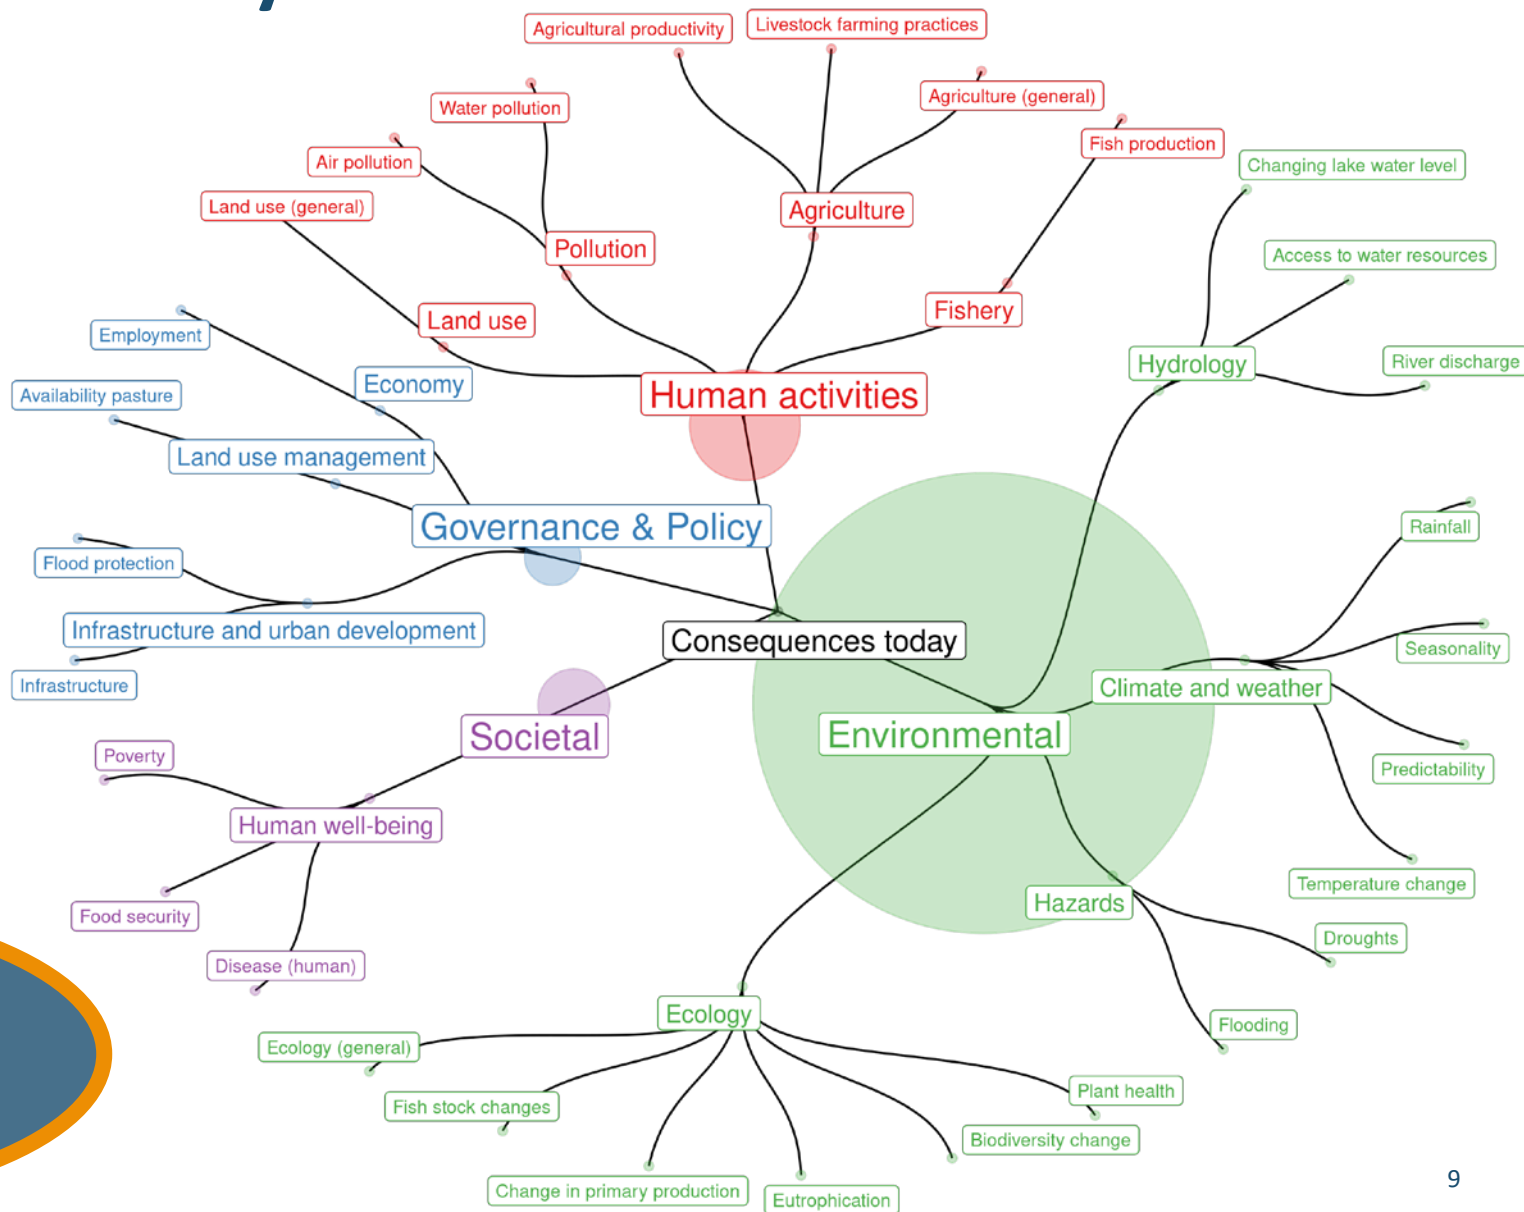 Agricultural productivity
Livestock farming practices
Water pollution
Agriculture (general)
Air pollution
Fish production
Changing lake water level
Land use (general)
Agriculture
Pollution
Access to water resources
Fishery
Land use
Employment
Hydrology
River discharge
Economy
Availability pasture
Human activities
Land use management
Governance & Policy
Rainfall
Flood protection
Infrastructure and urban development
Consequences today
Seasonality
Infrastructure
Climate and weather
Societal
Environmental
Poverty
Predictability
Human well-being
Temperature change
Hazards
Food security
Droughts
Disease (human)
Ecology
Flooding
Ecology (general)
Plant health
Fish stock changes
Biodiversity change
Change in primary production
Eutrophication
9